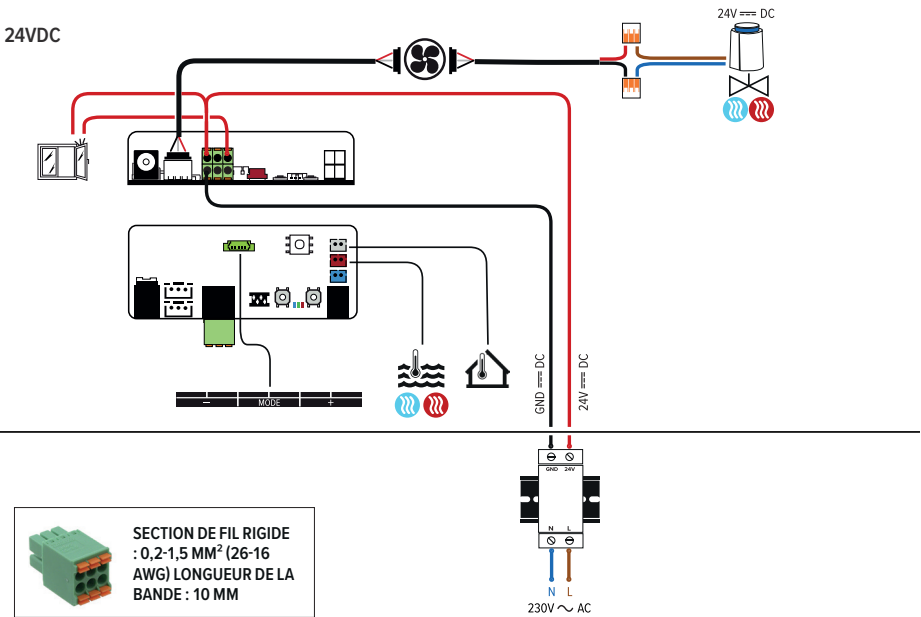 24VDC
24V ⎓ DC
GND ⎓ DC
24V ⎓ DC
− MODE +
GND 24V
N L
N L
230V ∼ AC
SECTION DE FIL RIGIDE
: 0,2-1,5 MM² (26-16
AWG) LONGUEUR DE LA
BANDE : 10 MM